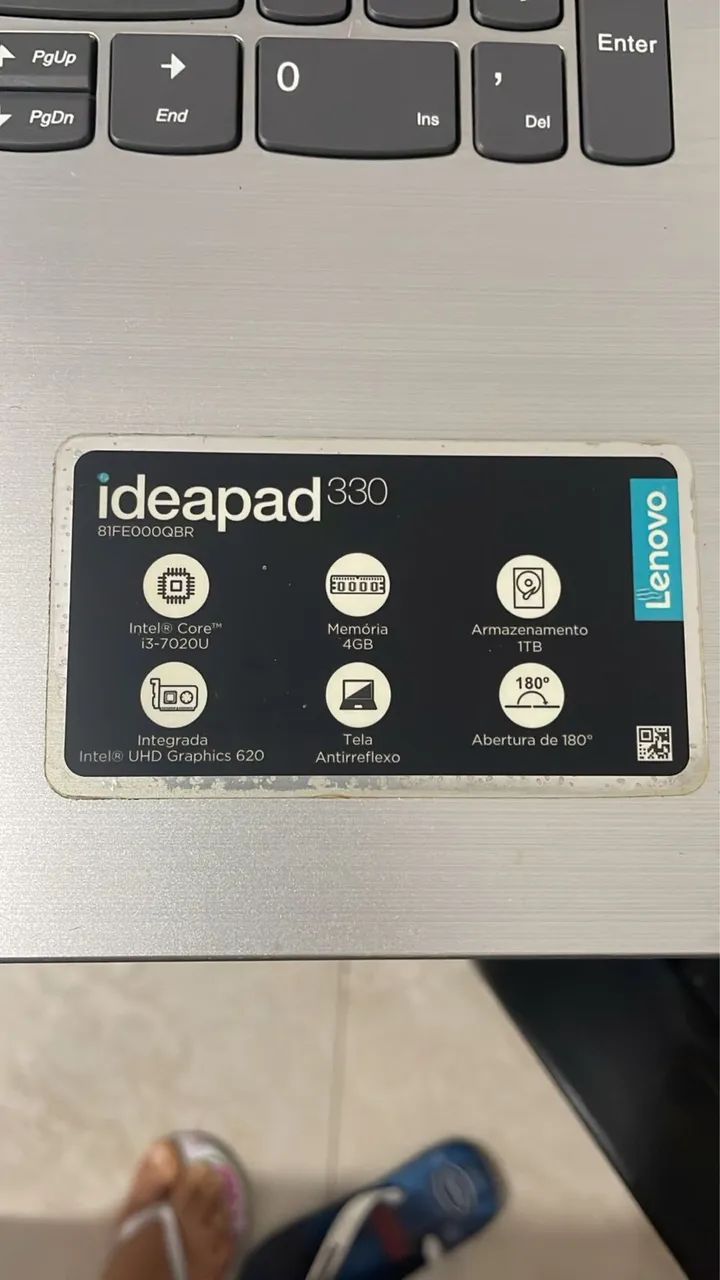 PgUp
PgDn
End
0
Ins
,
Del
Enter
ideapad 330
81FE000QBR
Lenovo
Intel® Core™
i3-7020U
Memória
4GB
Armazenamento
1TB
180º
Integrada
Intel® UHD Graphics 620
Tela
Antirreflexo
Abertura de 180°